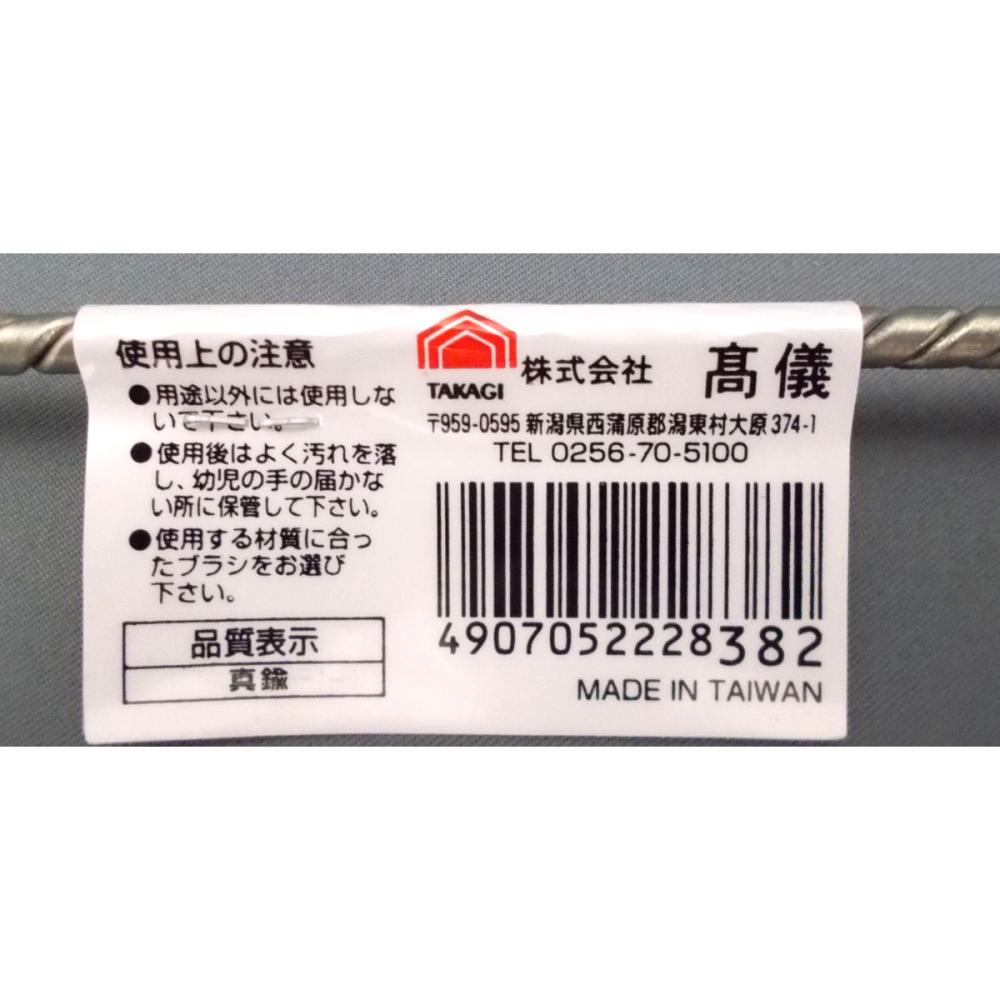 使用上の注意
●用途以外には使用しな
いで下さい。
●使用後はよく汚れを落
し、幼児の手の届かな
い所に保管して下さい。
●使用する材質に合っ
たブラシをお選び
下さい。
品質表示
真鍮
TAKAGI 株式会社 髙儀
〒959-0595 新潟県西蒲原郡潟東村大原374-1
TEL 0256-70-5100
4907052228382
MADE IN TAIWAN